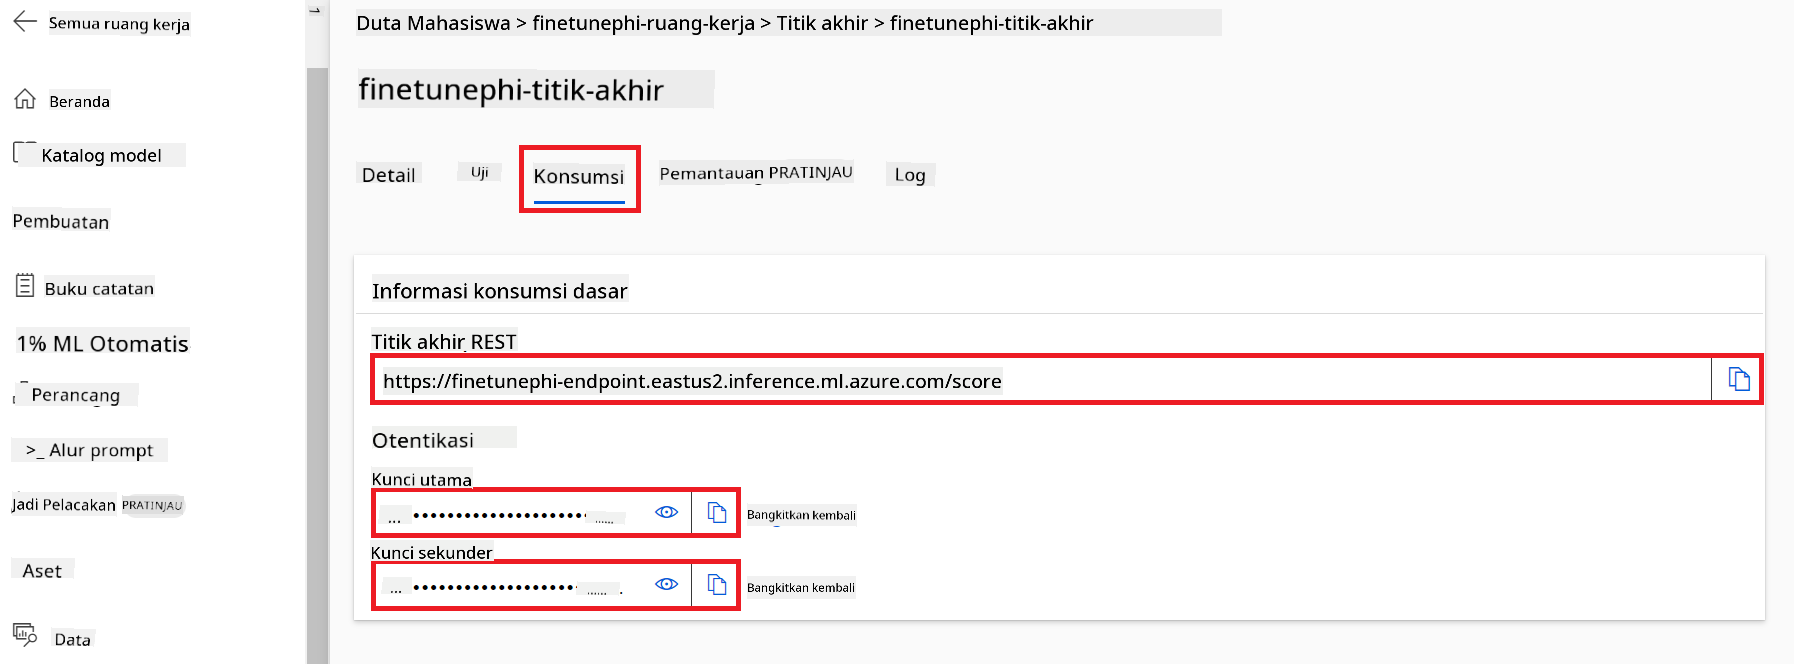 Semua ruang kerja
Beranda
Katalog model
Pembuatan
Buku catatan
1% ML Otomatis
Perancang
>_ Alur prompt
Jadi Pelacakan PRATINJAU
Aset
Data
Duta Mahasiswa > finetunephi-ruang-kerja > Titik akhir > finetunephi-titik-akhir
finetunephi-titik-akhir
Detail Uji Konsumsi Pemantauan PRATINJAU Log
Informasi konsumsi dasar
Titik akhir REST
https://finetunephi-endpoint.eastus2.inference.ml.azure.com/score
Otentikasi
Kunci utama
Bangkitkan kembali
Kunci sekunder
Bangkitkan kembali